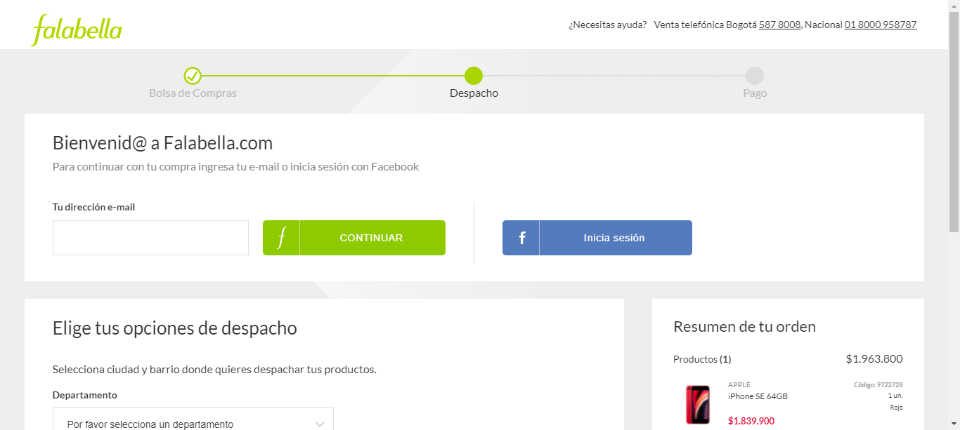 falabella
¿Necesitas ayuda? Venta telefónica Bogotá 587 8008, Nacional 01 8000 958787
Bolsa de Compras
Despacho
Pago
Bienvenid@ a Falabella.com
Para continuar con tu compra ingresa tu e-mail o inicia sesión con Facebook
Tu dirección e-mail
f CONTINUAR
f Inicia sesión
Elige tus opciones de despacho
Selecciona ciudad y barrio donde quieres despachar tus productos.
Departamento
Por favor selecciona un departamento
Resumen de tu orden
Productos (1) $1.963.800
APPLE Código: 9722728
iPhone SE 64GB 1 un.
Rojo
$1.839.900